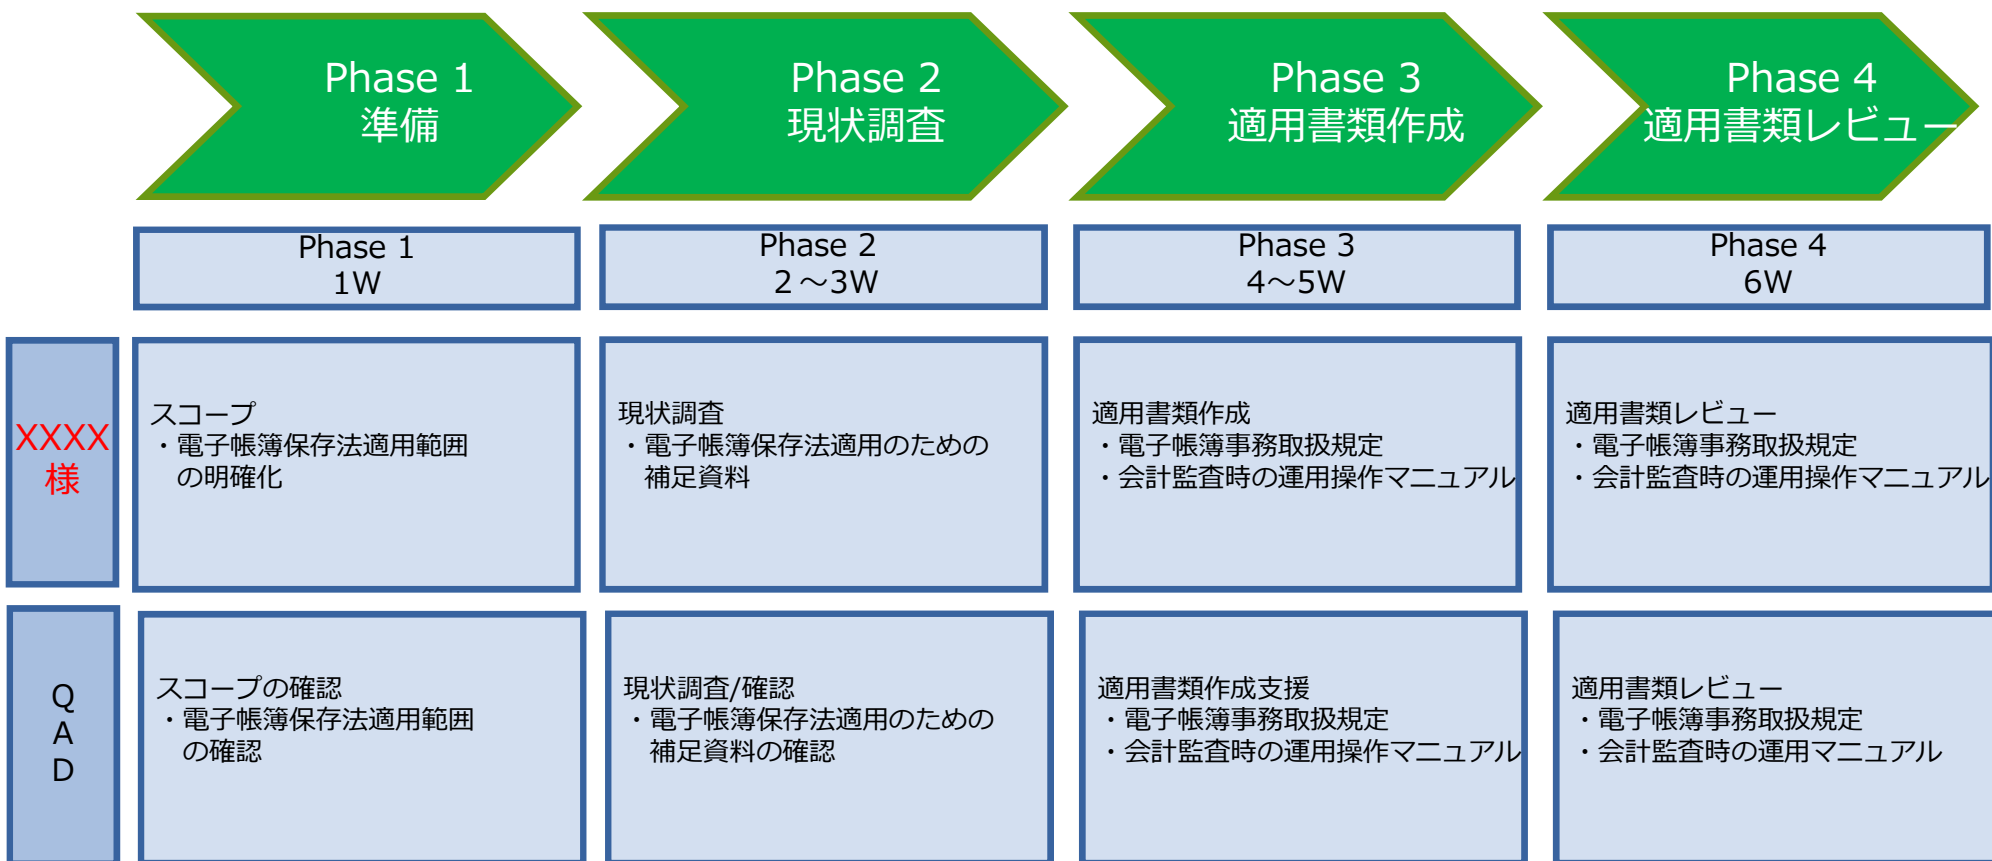 Phase 1
準備
Phase 2
現状調査
Phase 3
適用書類作成
Phase 4
適用書類レビュー
Phase 1
1W
Phase 2
２～3W
Phase 3
4～5W
Phase 4
6W
XXXX
様
スコープ
・電子帳簿保存法適用範囲
の明確化
現状調査
・電子帳簿保存法適用のための
補足資料
適用書類作成
・電子帳簿事務取扱規定
・会計監査時の運用操作マニュアル
適用書類レビュー
・電子帳簿事務取扱規定
・会計監査時の運用操作マニュアル
Q
A
D
スコープの確認
・電子帳簿保存法適用範囲
の確認
現状調査/確認
・電子帳簿保存法適用のための
補足資料の確認
適用書類作成支援
・電子帳簿事務取扱規定
・会計監査時の運用操作マニュアル
適用書類レビュー
・電子帳簿事務取扱規定
・会計監査時の運用マニュアル